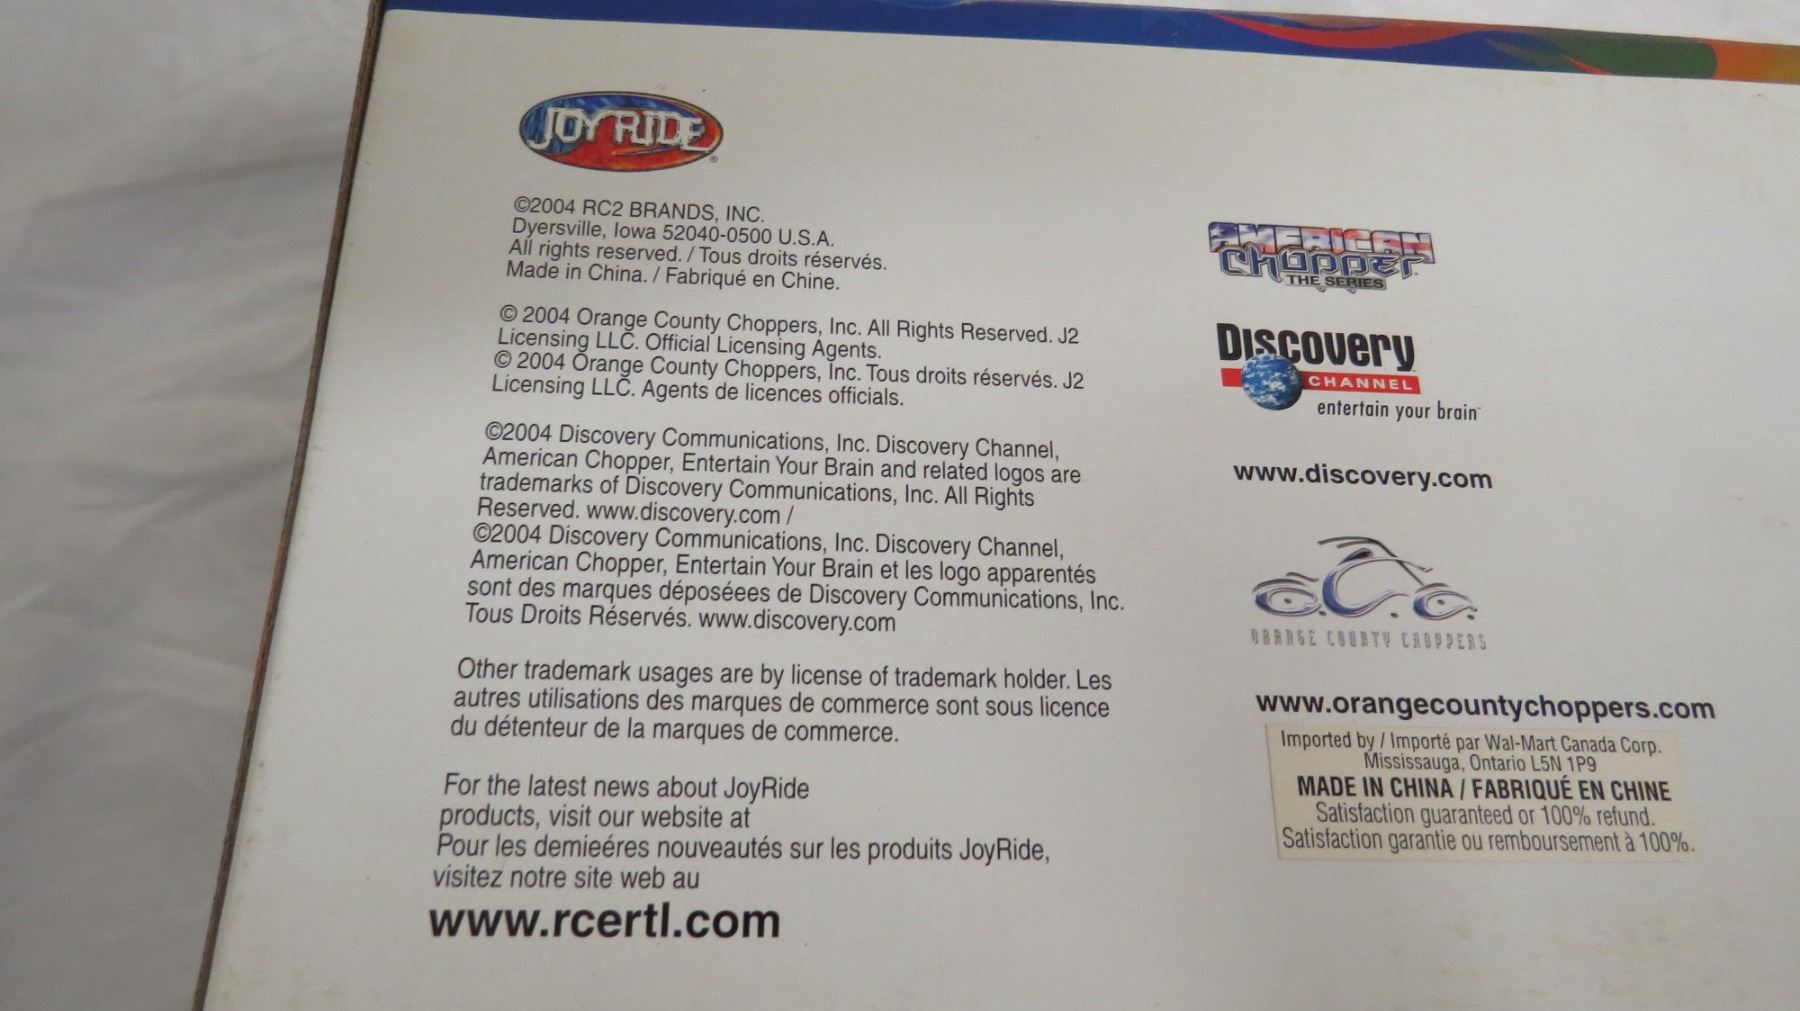 JOY RIDE®
©2004 RC2 BRANDS, INC.
Dyersville, Iowa 52040-0500 U.S.A.
All rights reserved. / Tous droits réservés.
Made in China. / Fabriqué en Chine.
© 2004 Orange County Choppers, Inc. All Rights Reserved. J2
Licensing LLC. Official Licensing Agents.
© 2004 Orange County Choppers, Inc. Tous droits réservés. J2
Licensing LLC. Agents de licences officials.
©2004 Discovery Communications, Inc. Discovery Channel,
American Chopper, Entertain Your Brain and related logos are
trademarks of Discovery Communications, Inc. All Rights
Reserved. www.discovery.com /
©2004 Discovery Communications, Inc. Discovery Channel,
American Chopper, Entertain Your Brain et les logo apparentés
sont des marques déposéees de Discovery Communications, Inc.
Tous Droits Réservés. www.discovery.com
Other trademark usages are by license of trademark holder. Les
autres utilisations des marques de commerce sont sous licence
du détenteur de la marques de commerce.
For the latest news about JoyRide
products, visit our website at
Pour les demieéres nouveautés sur les produits JoyRide,
visitez notre site web au
www.rcertl.com
AMERICAN
Chopper
THE SERIES
Discovery
CHANNEL
entertain your brain™
www.discovery.com
ORANGE COUNTY CHOPPERS
www.orangecountychoppers.com
Imported by / Importé par Wal-Mart Canada Corp.
Mississauga, Ontario L5N 1P9
MADE IN CHINA / FABRIQUÉ EN CHINE
Satisfaction guaranteed or 100% refund.
Satisfaction garantie ou remboursement à 100%.